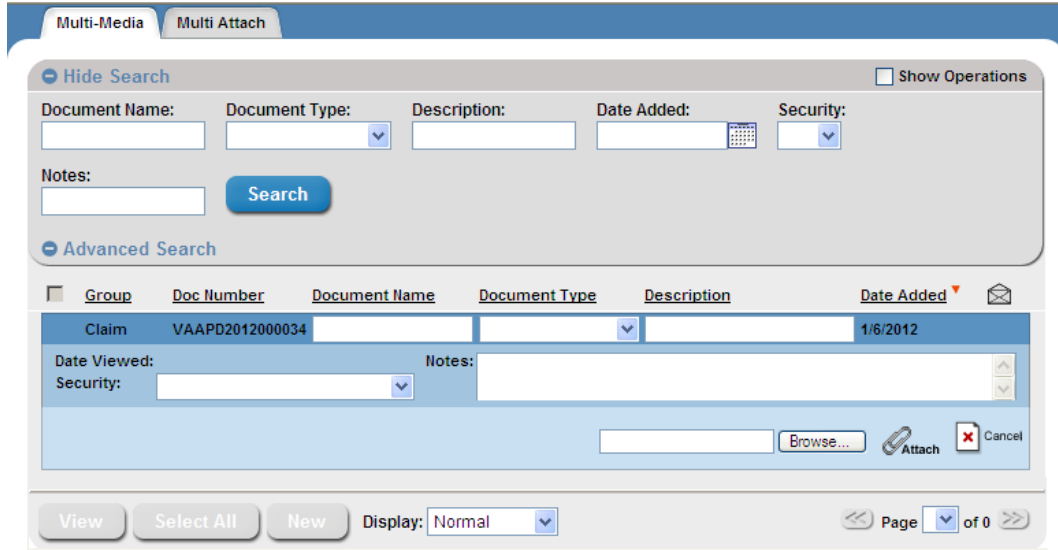 Multi-Media Multi Attach
Hide Search Show Operations
Document Name: Document Type: Description: Date Added: Security:
Notes:
Search
Advanced Search
Group Doc Number Document Name Document Type Description Date Added
Claim VAAPD2012000034 1/6/2012
Date Viewed: Notes:
Security:
Browse... Attach Cancel
View Select All New Display: Normal Page of 0